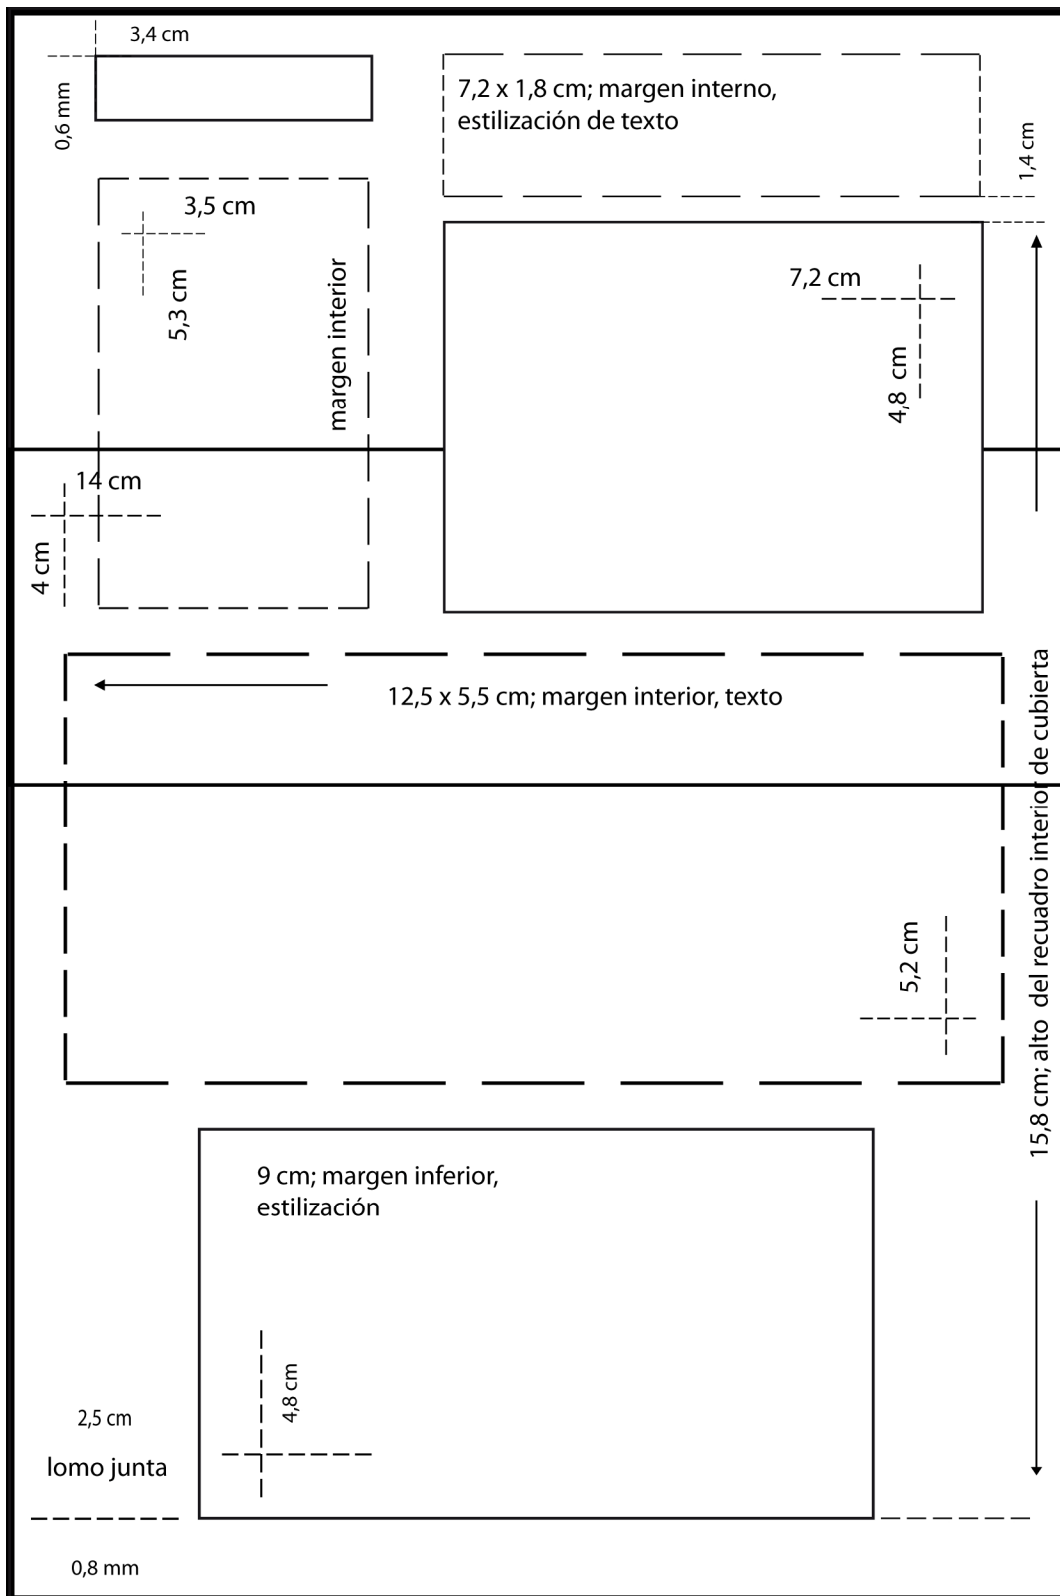 3,4 cm
0,6 mm
7,2 x 1,8 cm; margen interno,
estilización de texto
1,4 cm
3,5 cm
5,3 cm
margen interior
7,2 cm
4,8 cm
14 cm
4 cm
12,5 x 5,5 cm; margen interior, texto
15,8 cm; alto del recuadro interior de cubierta
5,2 cm
9 cm; margen inferior,
estilización
4,8 cm
2,5 cm
lomo junta
0,8 mm